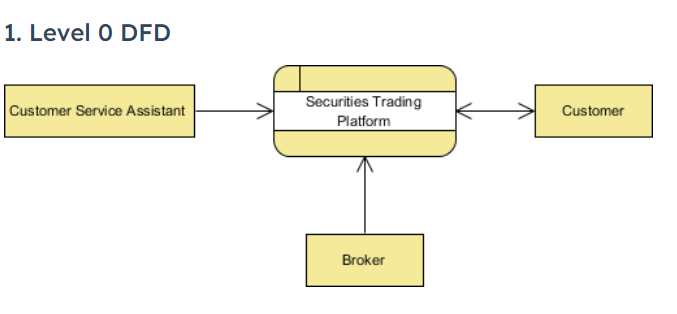 1. Level 0 DFD
Customer Service Assistant
Securities Trading
Platform
Customer
Broker